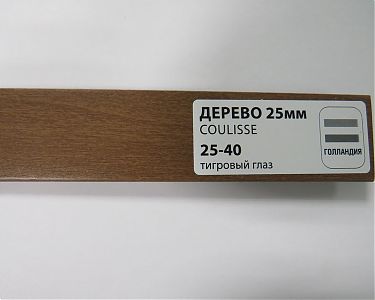 ДЕРЕВО 25мм
COULISSE
25-40
тигровый глаз
ГОЛЛАНДИЯ